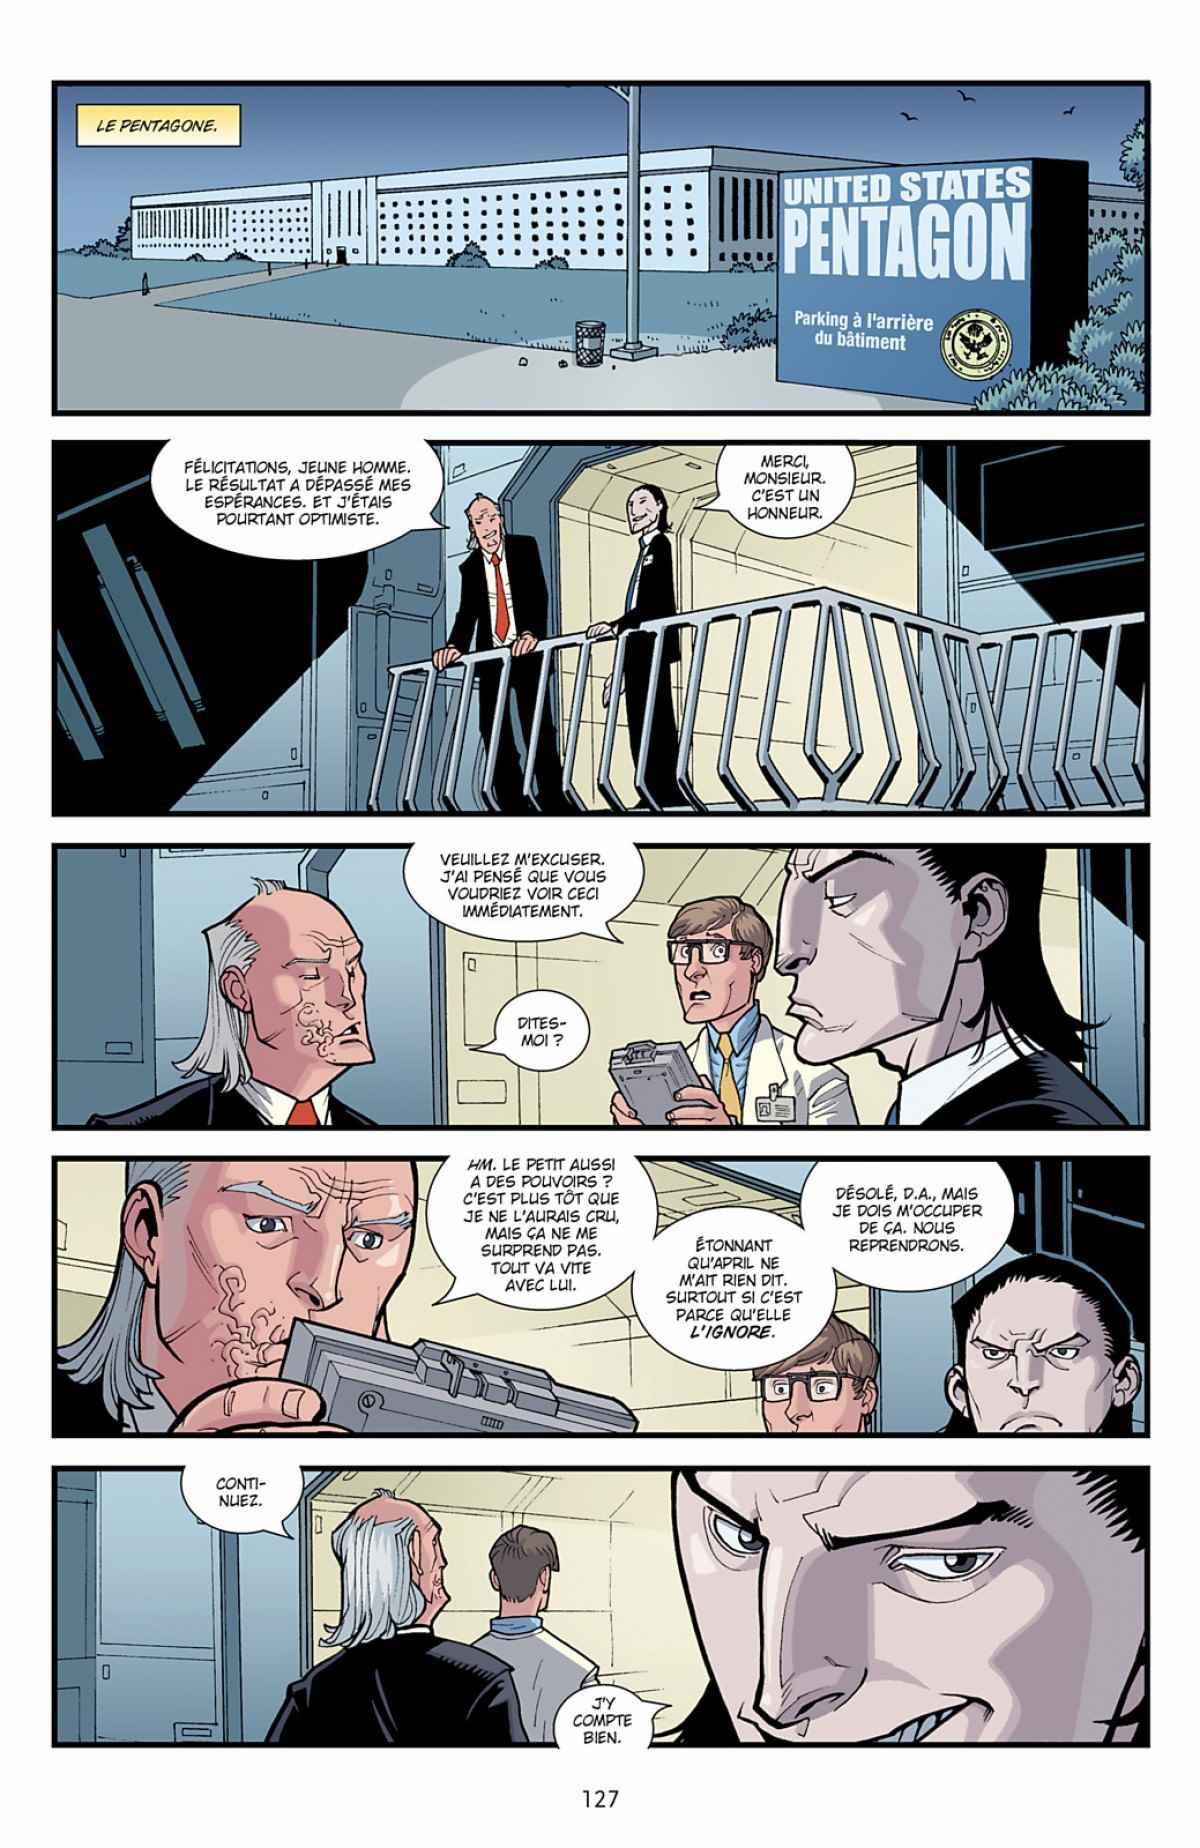 LE PENTAGONE.
UNITED STATES
PENTAGON
Parking à l'arrière
du bâtiment
FÉLICITATIONS, JEUNE HOMME.
LE RÉSULTAT A DÉPASSÉ MES
ESPÉRANCES. ET J'ÉTAIS
POURTANT OPTIMISTE.
MERCI,
MONSIEUR.
C'EST UN
HONNEUR.
VEUILLEZ M'EXCUSER.
J'AI PENSÉ QUE VOUS
VOUDRIEZ VOIR CECI
IMMÉDIATEMENT.
DITES-
MOI ?
HM. LE PETIT AUSSI
A DES POUVOIRS ?
C'EST PLUS TÔT QUE
JE NE L'AURAIS CRU,
MAIS ÇA NE ME
SURPREND PAS.
TOUT VA VITE
AVEC LUI.
ÉTONNANT
QU'APRIL NE
M'AIT RIEN DIT.
SURTOUT SI C'EST
PARCE QU'ELLE
L'IGNORE.
DÉSOLÉ, D.A., MAIS
JE DOIS M'OCCUPER
DE ÇA. NOUS
REPRENDRONS.
CONTI-
NUEZ.
J'Y
COMPTE
BIEN.
127